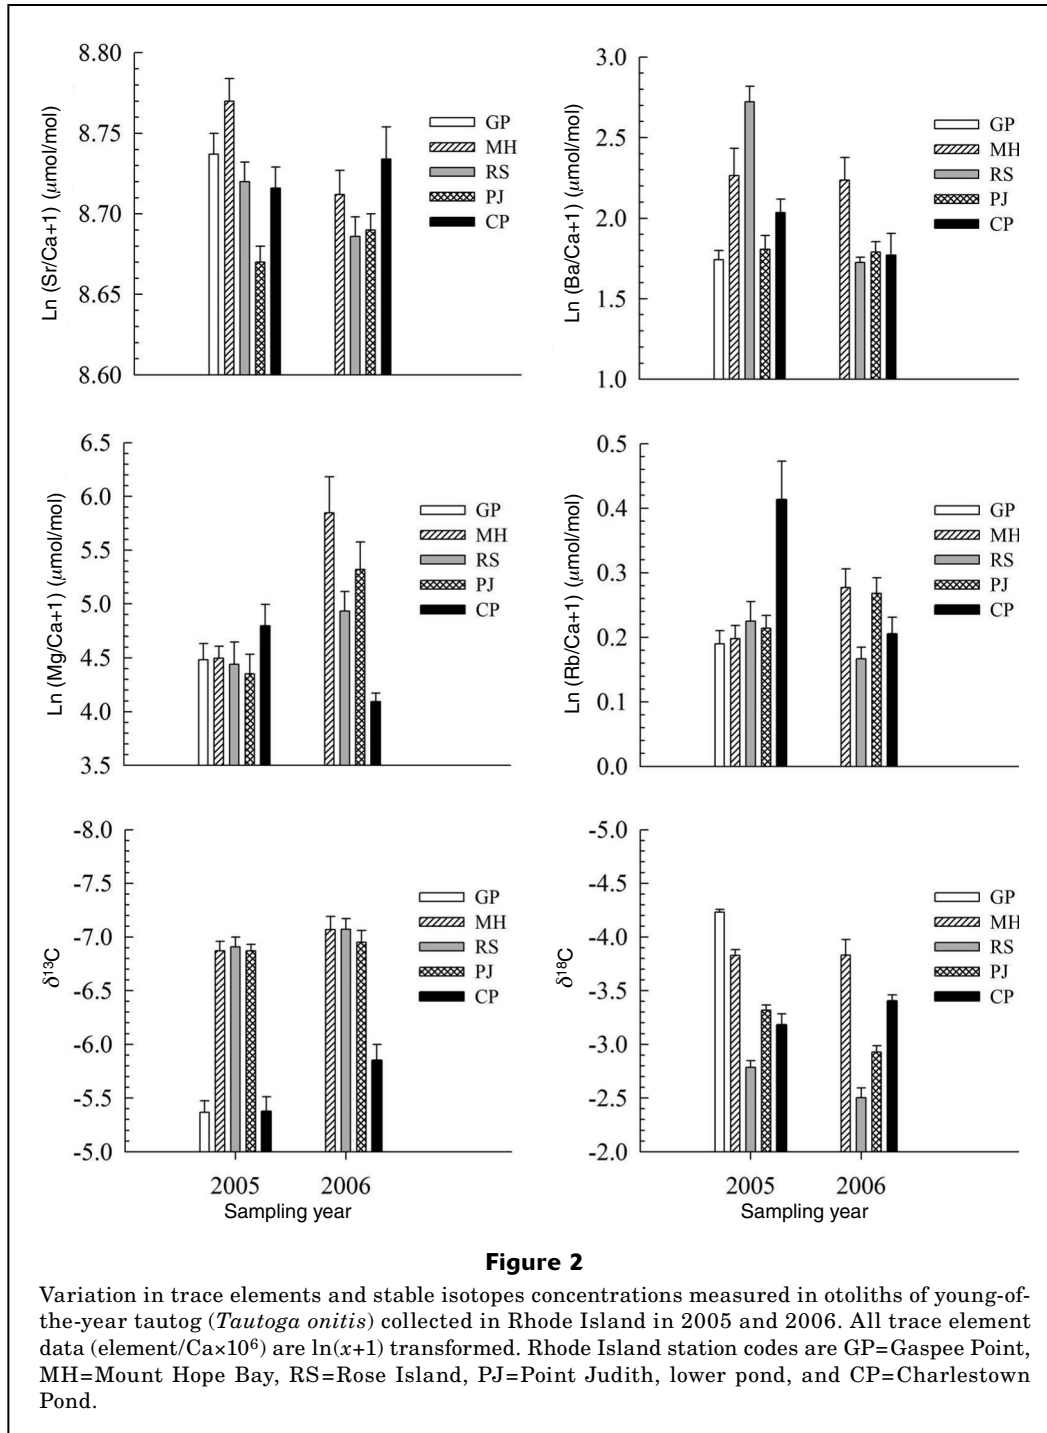 Ln (Sr/Ca+1) (μmol/mol)
8.80
8.75
8.70
8.65
8.60
GP
MH
RS
PJ
CP
Ln (Ba/Ca+1) (μmol/mol)
3.0
2.5
2.0
1.5
1.0
GP
MH
RS
PJ
CP
Ln (Mg/Ca+1) (μmol/mol)
6.5
6.0
5.5
5.0
4.5
4.0
3.5
GP
MH
RS
PJ
CP
Ln (Rb/Ca+1) (μmol/mol)
0.5
0.4
0.3
0.2
0.1
0.0
GP
MH
RS
PJ
CP
δ¹³C
-8.0
-7.5
-7.0
-6.5
-6.0
-5.5
-5.0
GP
MH
RS
PJ
CP
2005 2006
Sampling year
δ¹⁸C
-5.0
-4.5
-4.0
-3.5
-3.0
-2.5
-2.0
GP
MH
RS
PJ
CP
2005 2006
Sampling year
Figure 2
Variation in trace elements and stable isotopes concentrations measured in otoliths of young-of-
the-year tautog (Tautoga onitis) collected in Rhode Island in 2005 and 2006. All trace element
data (element/Ca×10⁶) are ln(x+1) transformed. Rhode Island station codes are GP=Gaspee Point,
MH=Mount Hope Bay, RS=Rose Island, PJ=Point Judith, lower pond, and CP=Charlestown
Pond.